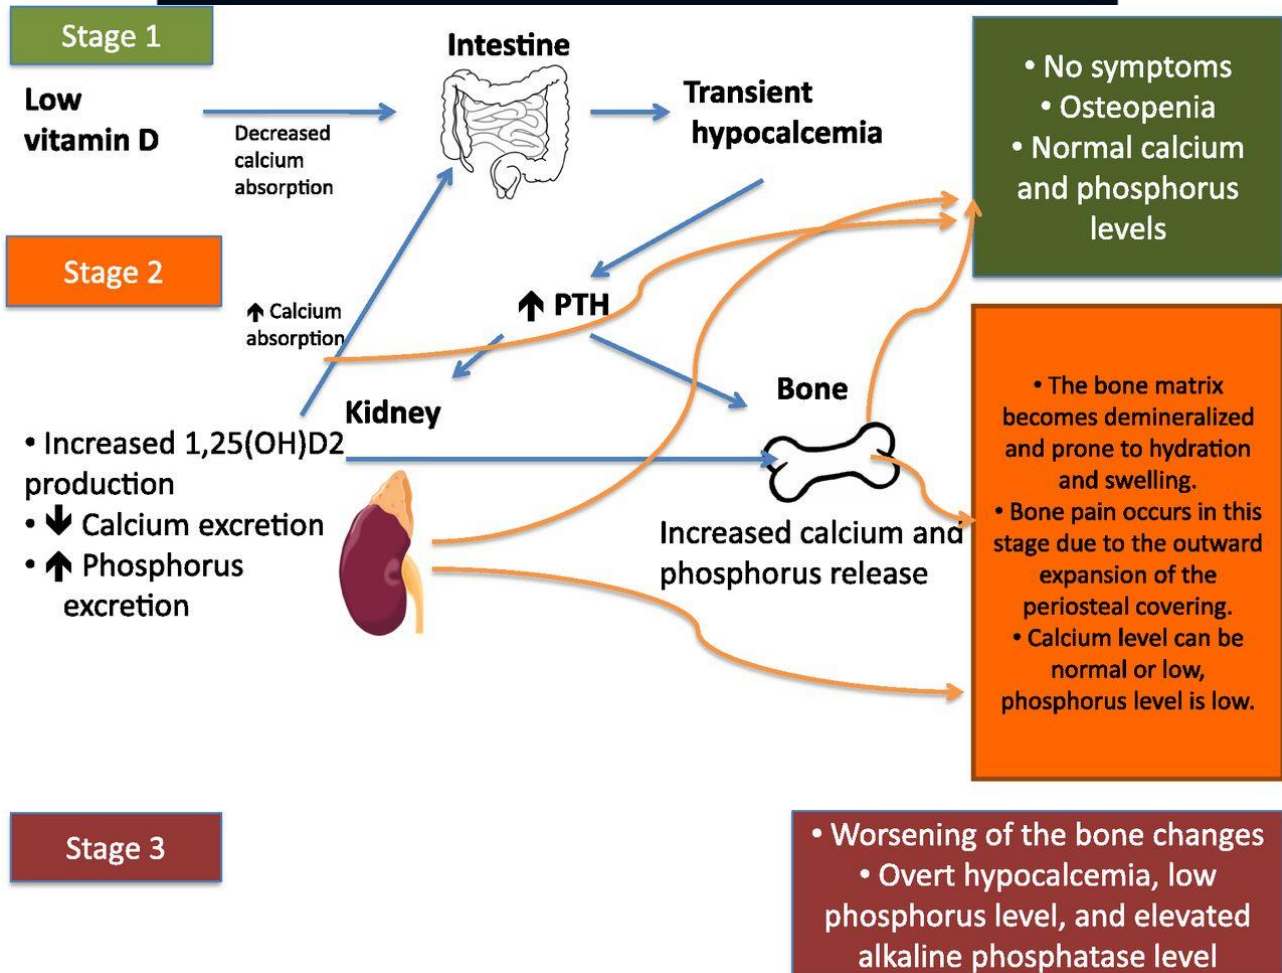 Stage 1
Low
vitamin D
Decreased
calcium
absorption
Intestine
Transient
hypocalcemia
• No symptoms
• Osteopenia
• Normal calcium
and phosphorus
levels
Stage 2
↑ Calcium
absorption
↑ PTH
Kidney
Bone
• Increased 1,25(OH)D2
production
• ↓ Calcium excretion
• ↑ Phosphorus
excretion
Increased calcium and
phosphorus release
• The bone matrix
becomes demineralized
and prone to hydration
and swelling.
• Bone pain occurs in this
stage due to the outward
expansion of the
periosteal covering.
• Calcium level can be
normal or low,
phosphorus level is low.
Stage 3
• Worsening of the bone changes
• Overt hypocalcemia, low
phosphorus level, and elevated
alkaline phosphatase level